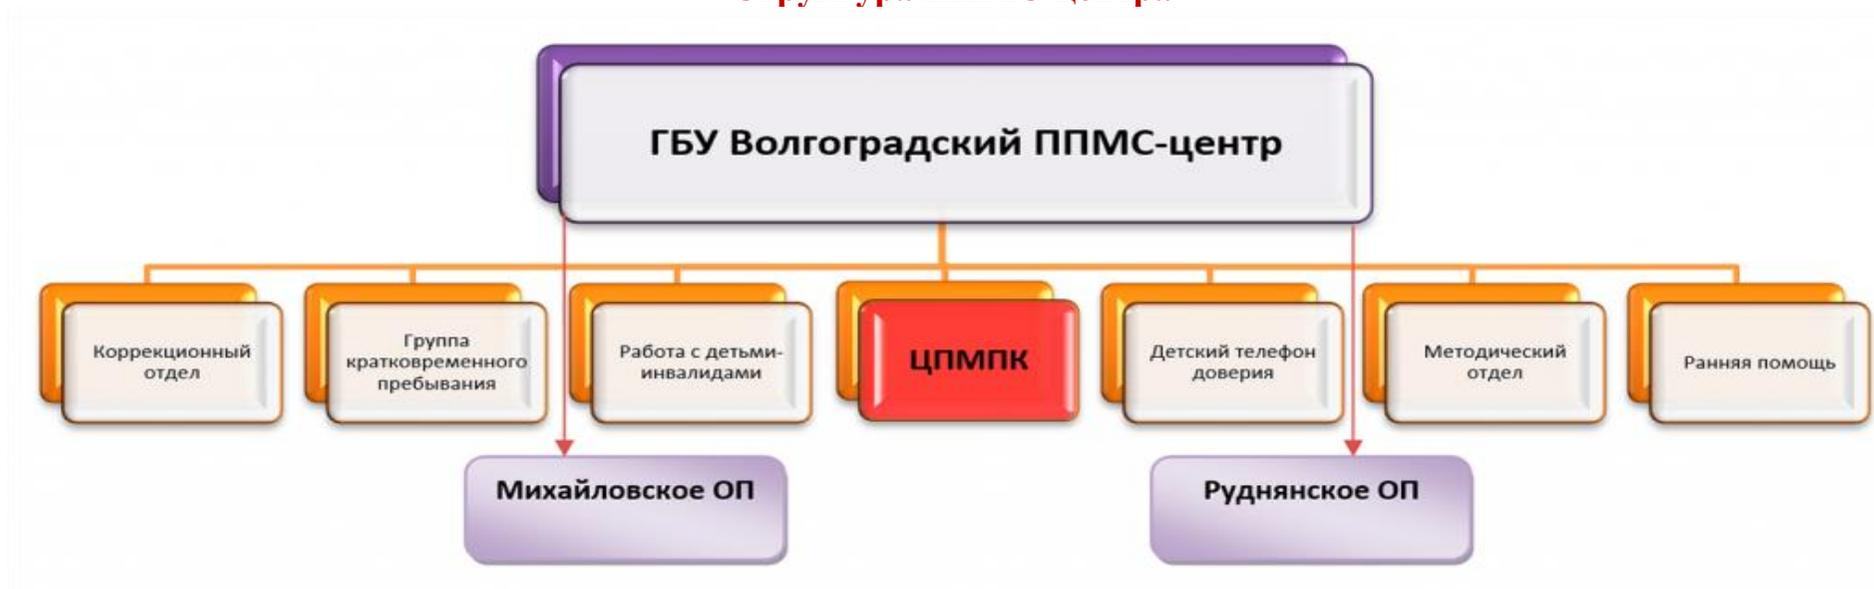 ГБУ Волгоградский ППМС-центр
Коррекционный
отдел
Группа
кратковременного
пребывания
Работа с детьми-
инвалидами
ЦПМПК
Детский телефон
доверия
Методический
отдел
Ранняя помощь
Михайловское ОП
Руднянское ОП